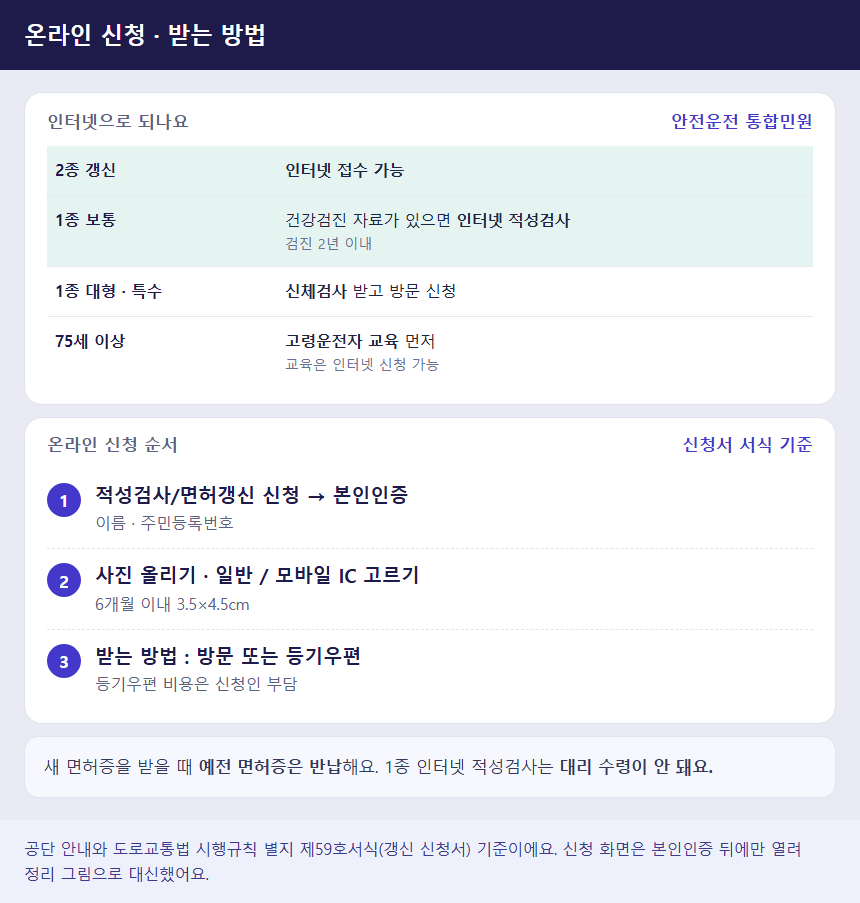 온라인 신청 · 받는 방법
인터넷으로 되나요
안전운전 통합민원
2종 갱신
인터넷 접수 가능
1종 보통
건강검진 자료가 있으면 인터넷 적성검사
검진 2년 이내
1종 대형 · 특수
신체검사 받고 방문 신청
75세 이상
고령운전자 교육 먼저
교육은 인터넷 신청 가능
온라인 신청 순서
신청서 서식 기준
1
적성검사/면허갱신 신청 → 본인인증
이름 · 주민등록번호
2
사진 올리기 · 일반 / 모바일 IC 고르기
6개월 이내 3.5×4.5cm
3
받는 방법 : 방문 또는 등기우편
등기우편 비용은 신청인 부담
새 면허증을 받을 때 예전 면허증은 반납해요. 1종 인터넷 적성검사는 대리 수령이 안 돼요.
공단 안내와 도로교통법 시행규칙 별지 제59호서식(갱신 신청서) 기준이에요. 신청 화면은 본인인증 뒤에만 열려
정리 그림으로 대신했어요.